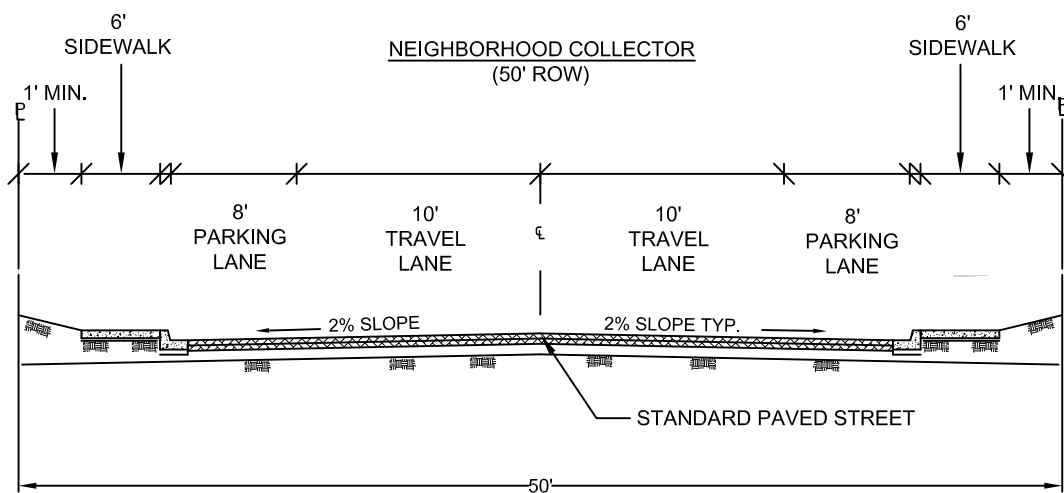 6'
SIDEWALK
NEIGHBORHOOD COLLECTOR
(50' ROW)
6'
SIDEWALK
1' MIN.
1' MIN.
8'
PARKING
LANE
10'
TRAVEL
LANE
℄
10'
TRAVEL
LANE
8'
PARKING
LANE
2% SLOPE
2% SLOPE TYP.
STANDARD PAVED STREET
50'